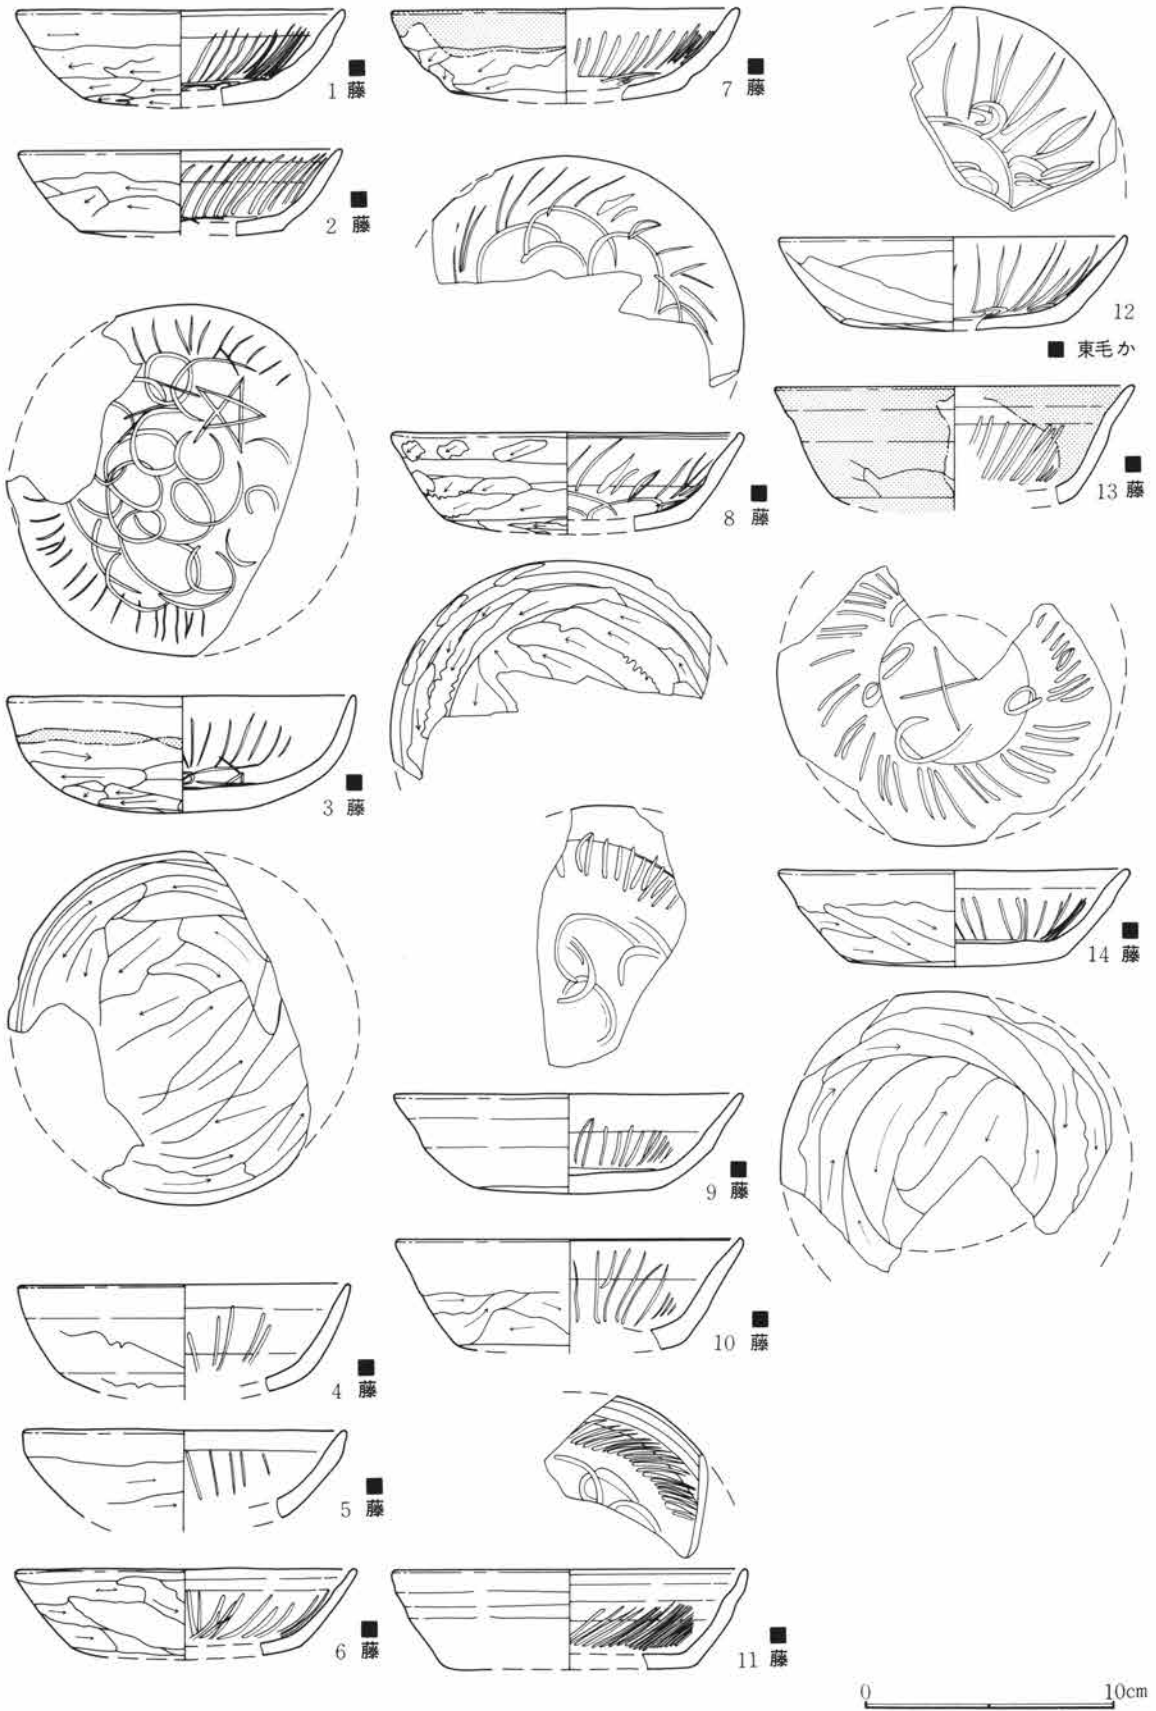 1 ■ 藤
2 ■ 藤
3 ■ 藤
4 ■ 藤
5 ■ 藤
6 ■ 藤
7 ■ 藤
8 ■ 藤
9 ■ 藤
10 ■ 藤
11 ■ 藤
12
■ 東毛か
13 ■ 藤
14 ■ 藤
0 10cm